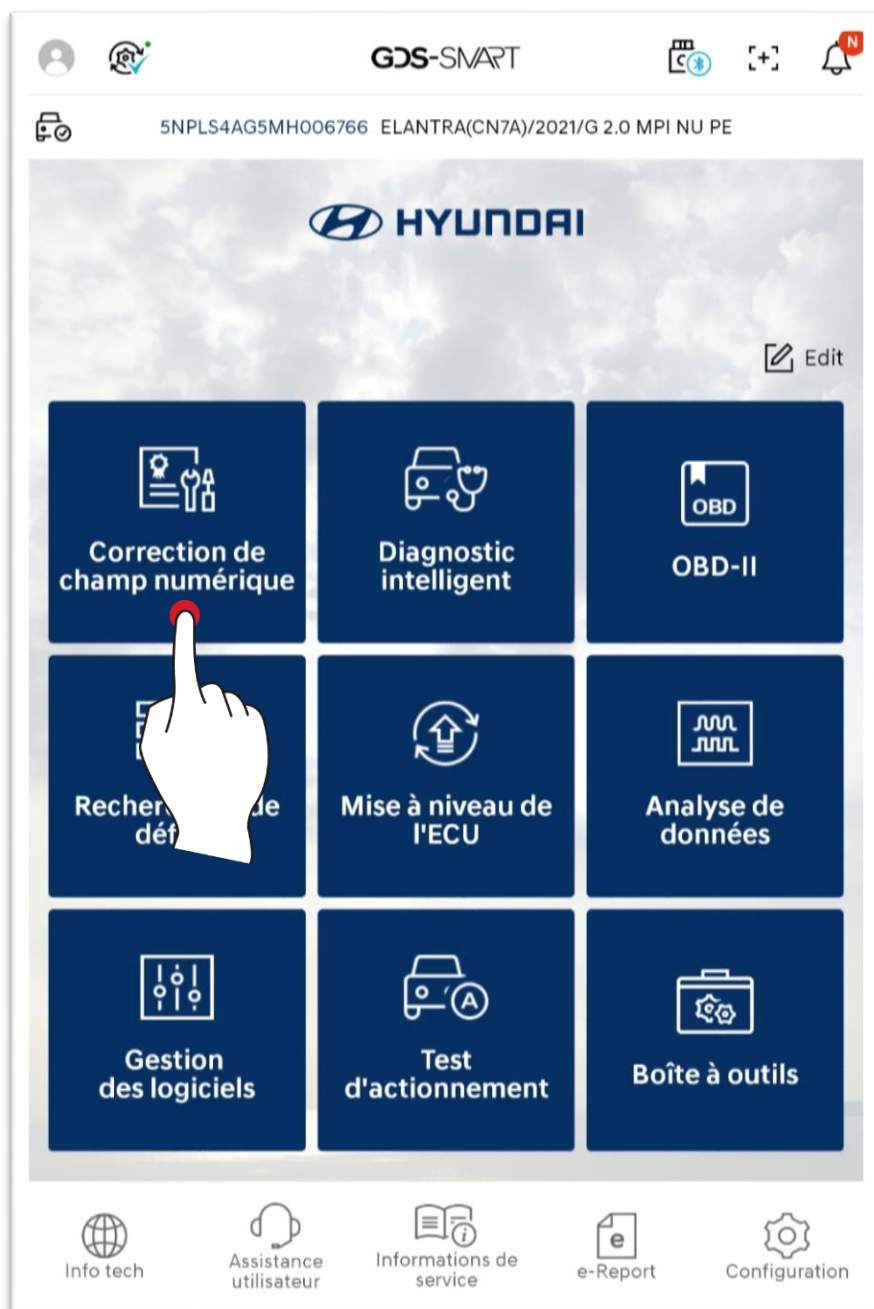 GDS-SMART
C
N
5NPLS4AG5MH006766 ELANTRA(CN7A)/2021/G 2.0 MPI NU PE
HYUNDAI
Edit
Correction de
champ numérique
Diagnostic
intelligent
OBD
OBD-II
de
Mise à niveau de
l'ECU
Analyse de
données
Gestion
des logiciels
A
Test
d'actionnement
Boîte à outils
Info tech
Assistance
utilisateur
i
Informations de
service
e
e-Report
Configuration